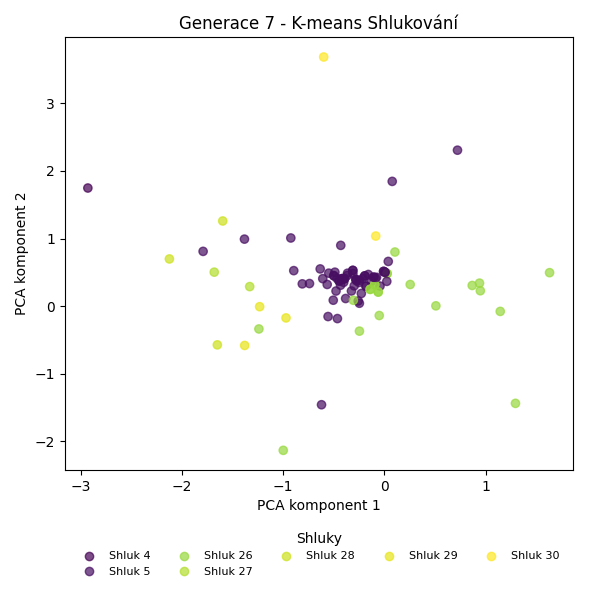 Generace 7 - K-means Shlukování
3
2
1
0
−1
−2
PCA komponent 2
−3 −2 −1 0 1
PCA komponent 1
Shluky
Shluk 4 Shluk 26 Shluk 28 Shluk 29 Shluk 30
Shluk 5 Shluk 27